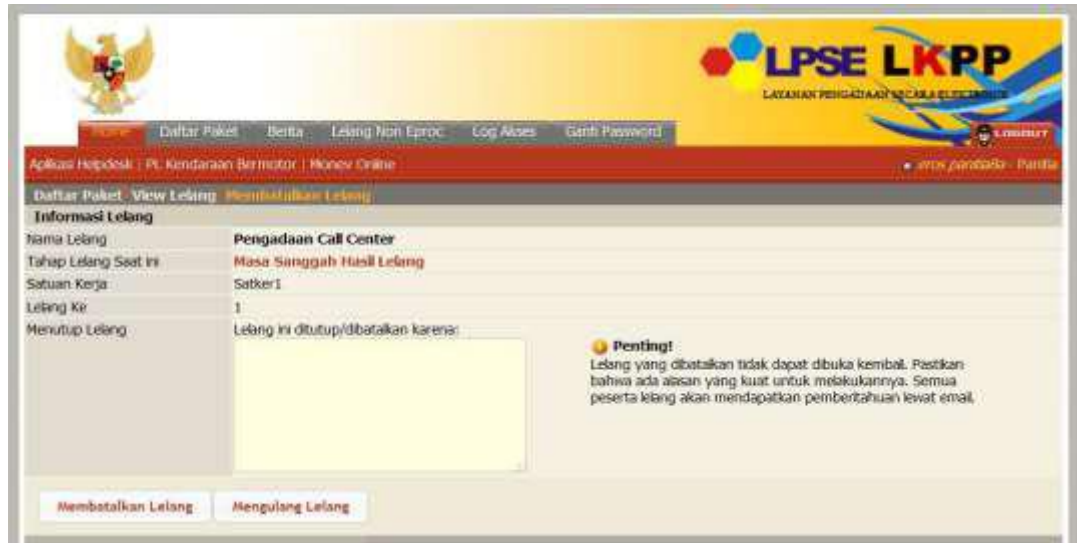 LPSE LKPP
LAYANAN PENGADAAN SECARA ELEKTRONIK
Home Daftar Paket Berita Lelang Non Eproc Log Akses Ganti Password
LOGOUT
Aplikasi Helpdesk | Pt. Kendaraan Bermotor | Monev Online
Panitia
Daftar Paket View Lelang Membatalkan Lelang
Informasi Lelang
Nama Lelang Pengadaan Call Center
Tahap Lelang Saat ini Masa Sanggah Hasil Lelang
Satuan Kerja Satker1
Lelang Ke 1
Menutup Lelang Lelang ini ditutup/dibatalkan karena:
Penting!
Lelang yang dibatalkan tidak dapat dibuka kembali. Pastikan
bahwa ada alasan yang kuat untuk melakukannya. Semua
peserta lelang akan mendapatkan pemberitahuan lewat email.
Membatalkan Lelang Mengulang Lelang